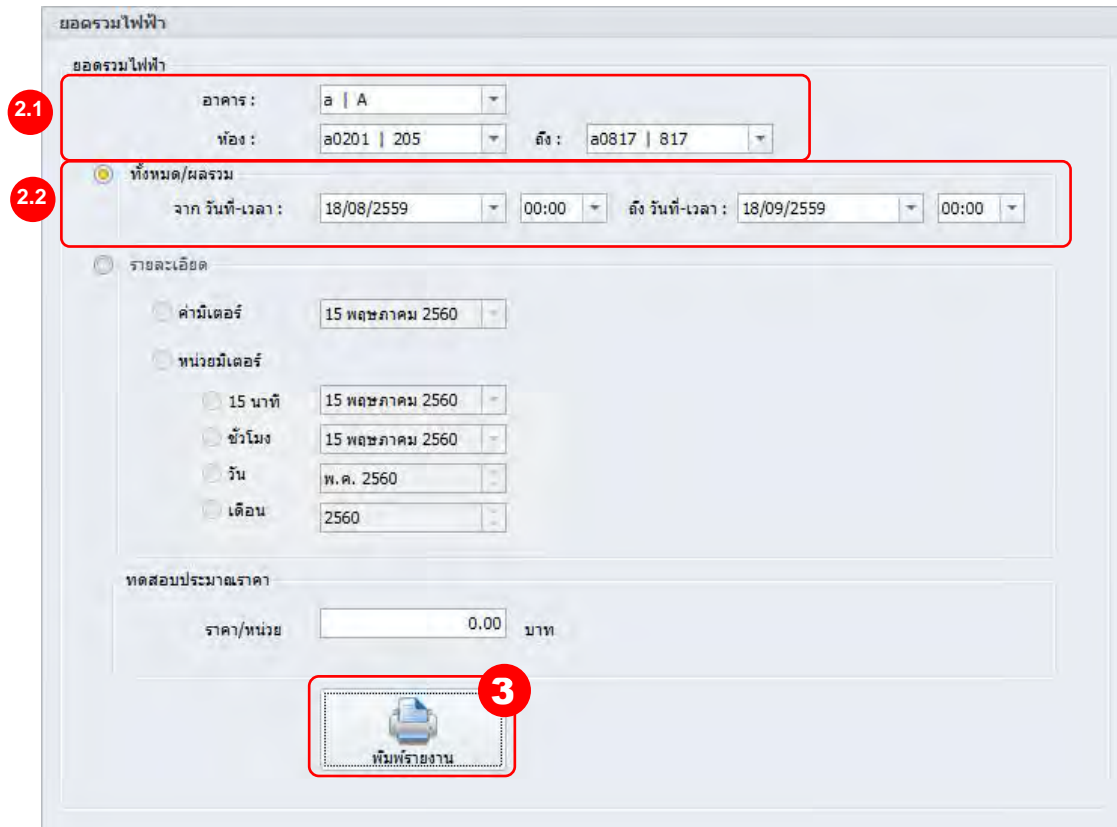 ยอดรวมไฟฟ้า
ยอดรวมไฟฟ้า
2.1
อาคาร : a | A
ห้อง : a0201 | 205 ถึง : a0817 | 817
2.2
ทั้งหมด/ผลรวม
จาก วันที่-เวลา : 18/08/2559 00:00 ถึง วันที่-เวลา : 18/09/2559 00:00
รายละเอียด
ค่ามิเตอร์ 15 พฤษภาคม 2560
หน่วยมิเตอร์
15 นาที 15 พฤษภาคม 2560
ชั่วโมง 15 พฤษภาคม 2560
วัน พ.ค. 2560
เดือน 2560
ทดสอบประมาณราคา
ราคา/หน่วย 0.00 บาท
3
พิมพ์รายงาน